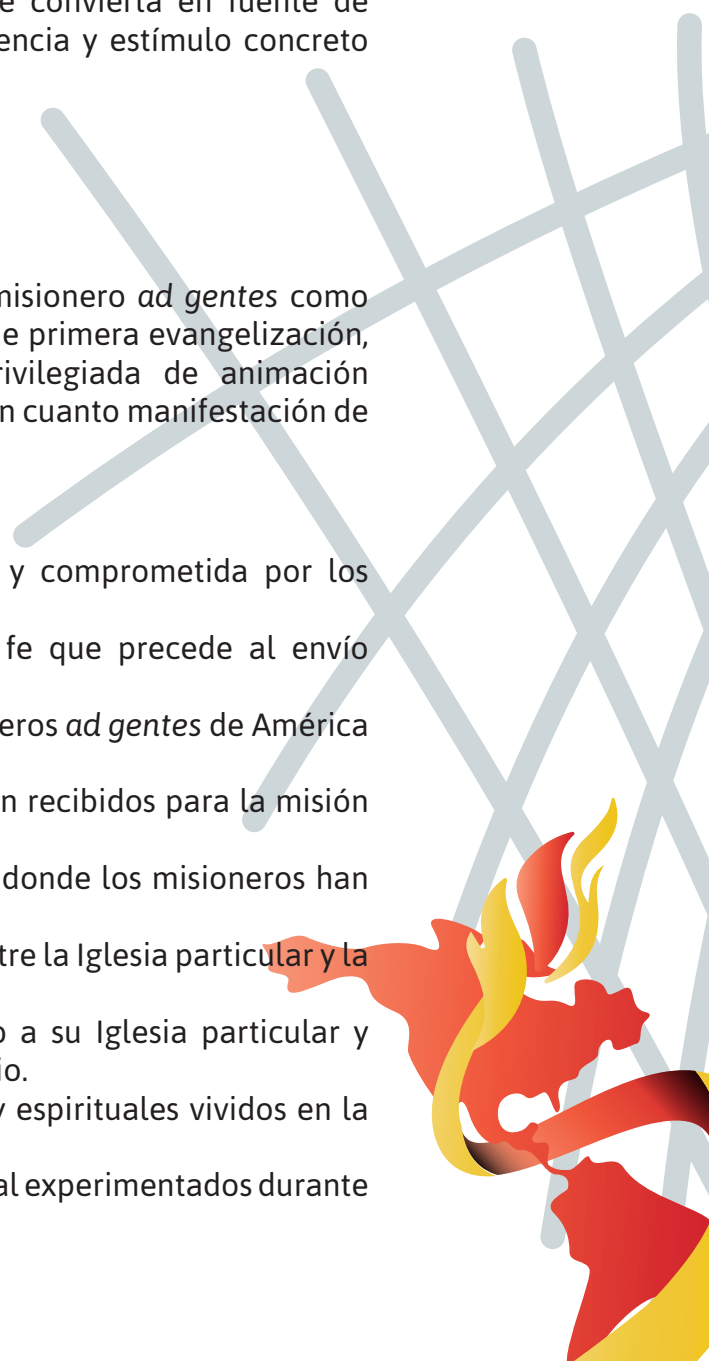 convierta en fuente de
encia y estímulo concreto
misionero ad gentes como
e primera evangelización,
rivilegiada de animación
n cuanto manifestación de
y comprometida por los
fe que precede al envío
eros ad gentes de América
n recibidos para la misión
donde los misioneros han
tre la Iglesia particular y la
o a su Iglesia particular y
io.
y espirituales vividos en la
al experimentados durante